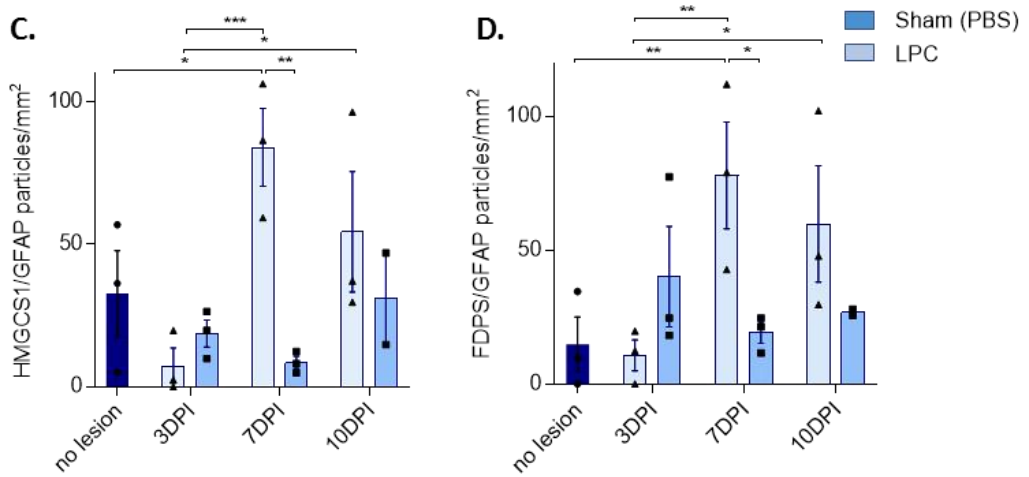 C.
***
*
*
**
HMGCS1/GFAP particles/mm²
100
50
0
no lesion
3DPI
7DPI
10DPI
D.
**
*
**
*
FDPS/GFAP particles/mm²
100
50
0
no lesion
3DPI
7DPI
10DPI
Sham (PBS)
LPC